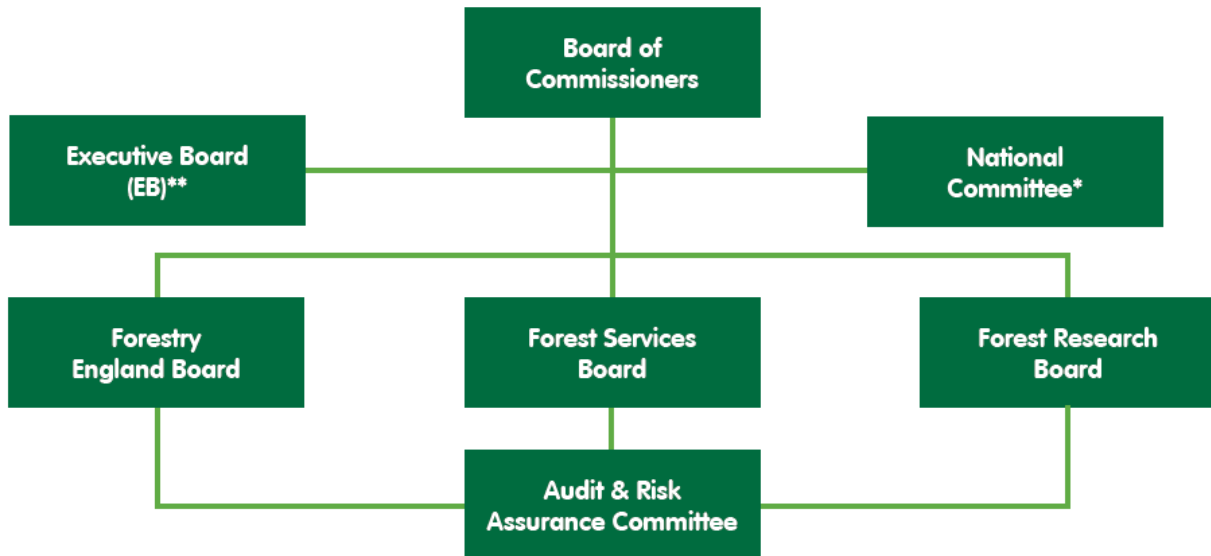 Board of
Commissioners
Executive Board
(EB)**
National
Committee*
Forestry
England Board
Forest Services
Board
Forest Research
Board
Audit & Risk
Assurance Committee